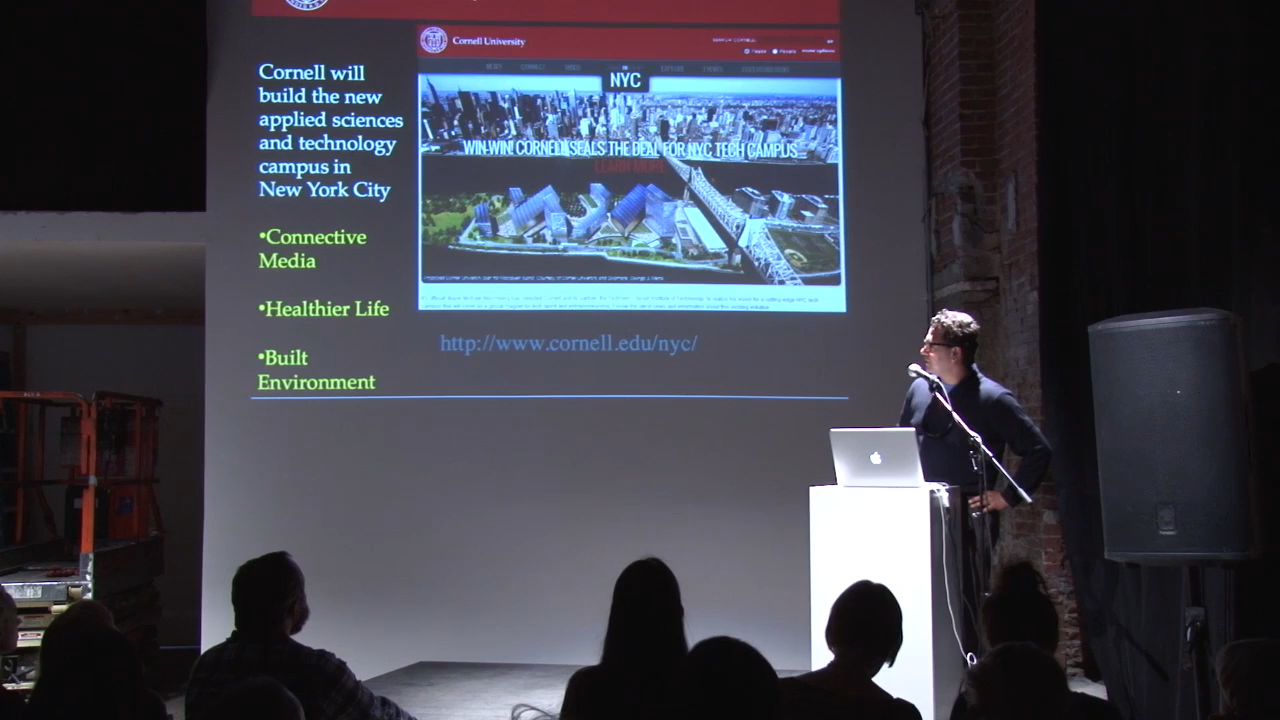 Cornell University
NYC
WIN-WIN! CORNELL SEALS THE DEAL FOR NYC TECH CAMPUS
LEARN MORE
Cornell will
build the new
applied sciences
and technology
campus in
New York City
•Connective
Media
•Healthier Life
•Built
Environment
http://www.cornell.edu/nyc/